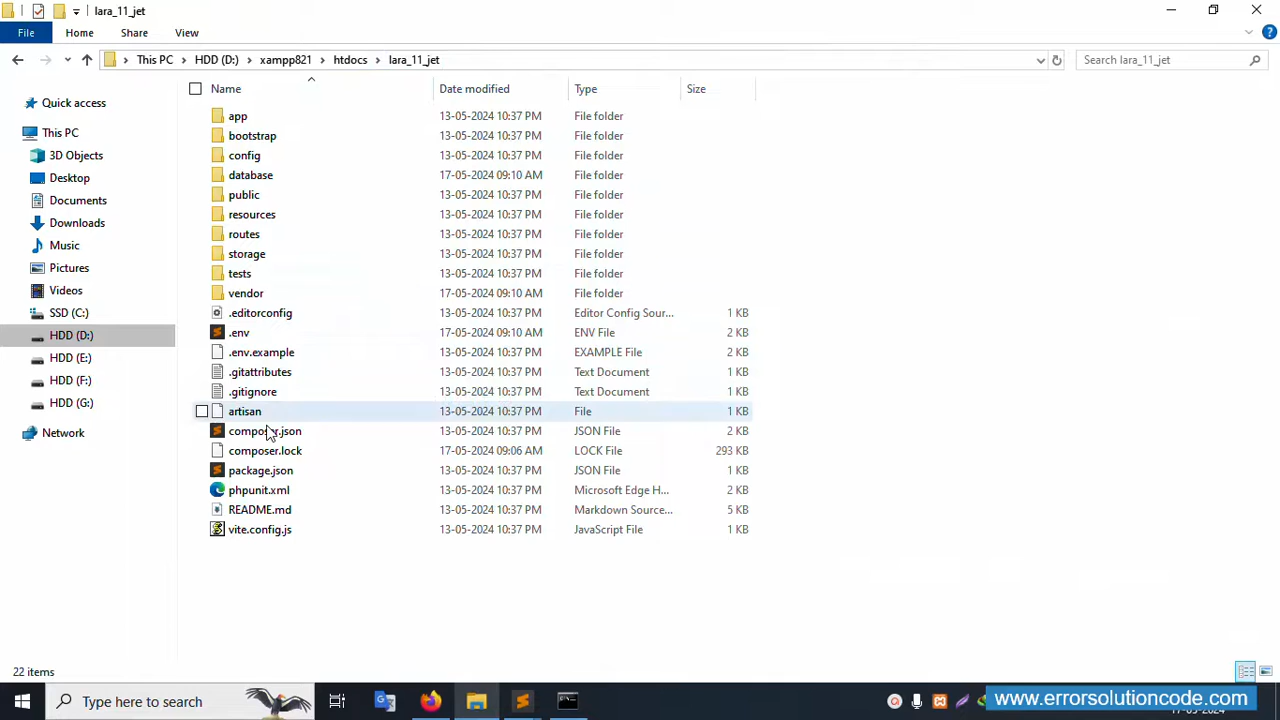 lara_11_jet
File Home Share View
This PC HDD (D:) xampp821 htdocs lara_11_jet Search lara_11_jet
Name Date modified Type Size
Quick access
This PC
3D Objects
Desktop
Documents
Downloads
Music
Pictures
Videos
SSD (C:)
HDD (D:)
HDD (E:)
HDD (F:)
HDD (G:)
Network
app 13-05-2024 10:37 PM File folder
bootstrap 13-05-2024 10:37 PM File folder
config 13-05-2024 10:37 PM File folder
database 17-05-2024 09:10 AM File folder
public 13-05-2024 10:37 PM File folder
resources 13-05-2024 10:37 PM File folder
routes 13-05-2024 10:37 PM File folder
storage 13-05-2024 10:37 PM File folder
tests 13-05-2024 10:37 PM File folder
vendor 17-05-2024 09:10 AM File folder
.editorconfig 13-05-2024 10:37 PM Editor Config Sour... 1 KB
.env 17-05-2024 09:10 AM ENV File 2 KB
.env.example 13-05-2024 10:37 PM EXAMPLE File 2 KB
.gitattributes 13-05-2024 10:37 PM Text Document 1 KB
.gitignore 13-05-2024 10:37 PM Text Document 1 KB
artisan 13-05-2024 10:37 PM File 1 KB
composer.json 13-05-2024 10:37 PM JSON File 2 KB
composer.lock 17-05-2024 09:06 AM LOCK File 293 KB
package.json 13-05-2024 10:37 PM JSON File 1 KB
phpunit.xml 13-05-2024 10:37 PM Microsoft Edge H... 2 KB
README.md 13-05-2024 10:37 PM Markdown Source... 5 KB
vite.config.js 13-05-2024 10:37 PM JavaScript File 1 KB
22 items
Type here to search
www.errorsolutioncode.com
17-05-2024